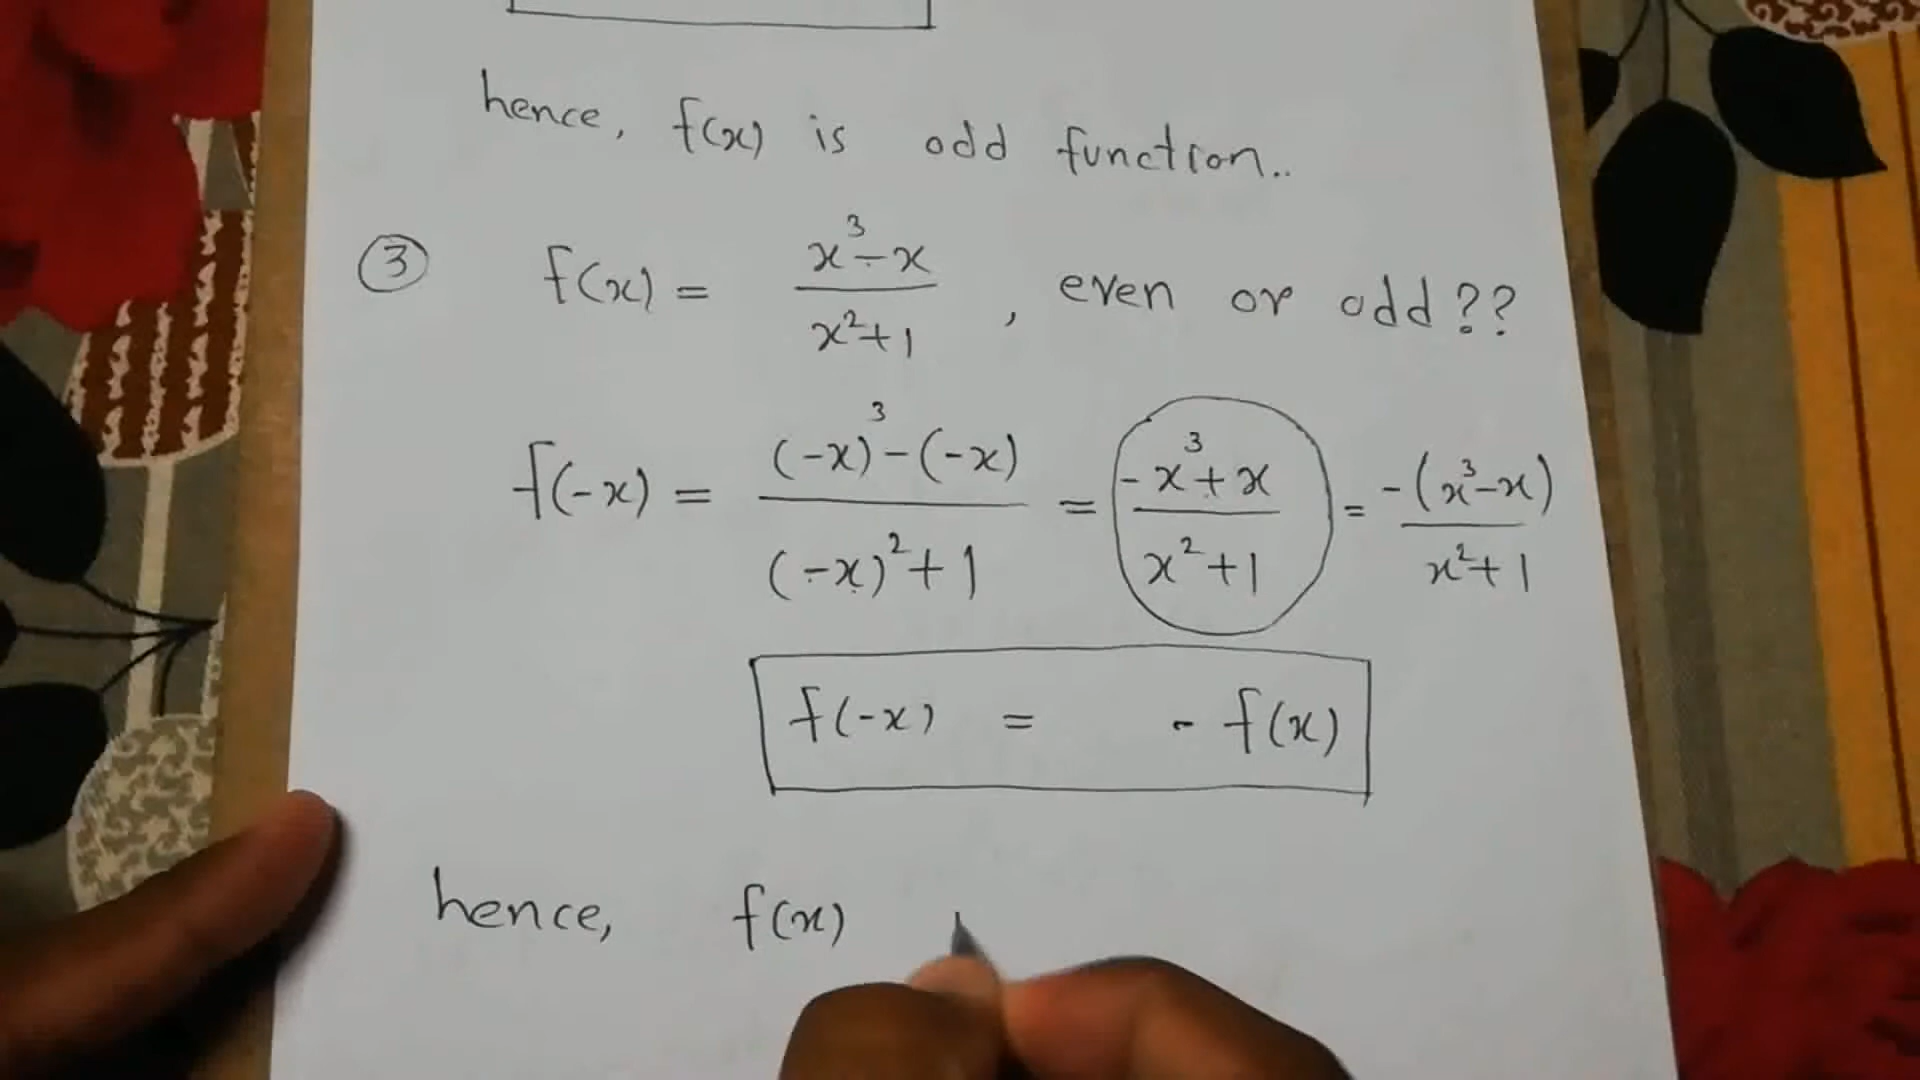 hence, f(x) is odd function..
③ f(x) = (x³-x)/(x²+1) , even or odd??
f(-x) = ((-x)³-(-x))/((-x)²+1) = (-x³+x)/(x²+1) = (-(x³-x))/(x²+1)
f(-x) = - f(x)
hence, f(x)